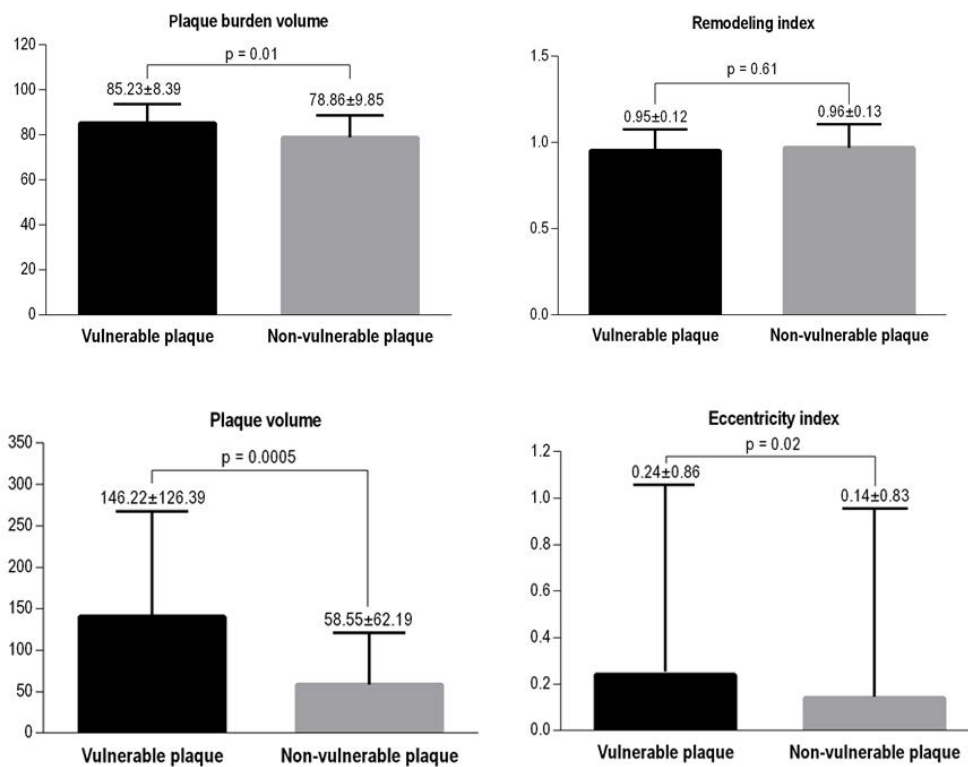 Plaque burden volume
120
100
80
60
40
20
0
p = 0.01
85.23±8.39
78.86±9.85
Vulnerable plaque
Non-vulnerable plaque
Remodeling index
1.5
1.0
0.5
0.0
p = 0.61
0.95±0.12
0.96±0.13
Vulnerable plaque
Non-vulnerable plaque
Plaque volume
350
300
250
200
150
100
50
0
p = 0.0005
146.22±126.39
58.55±62.19
Vulnerable plaque
Non-vulnerable plaque
Eccentricity index
1.2
1.0
0.8
0.6
0.4
0.2
0.0
p = 0.02
0.24±0.86
0.14±0.83
Vulnerable plaque
Non-vulnerable plaque